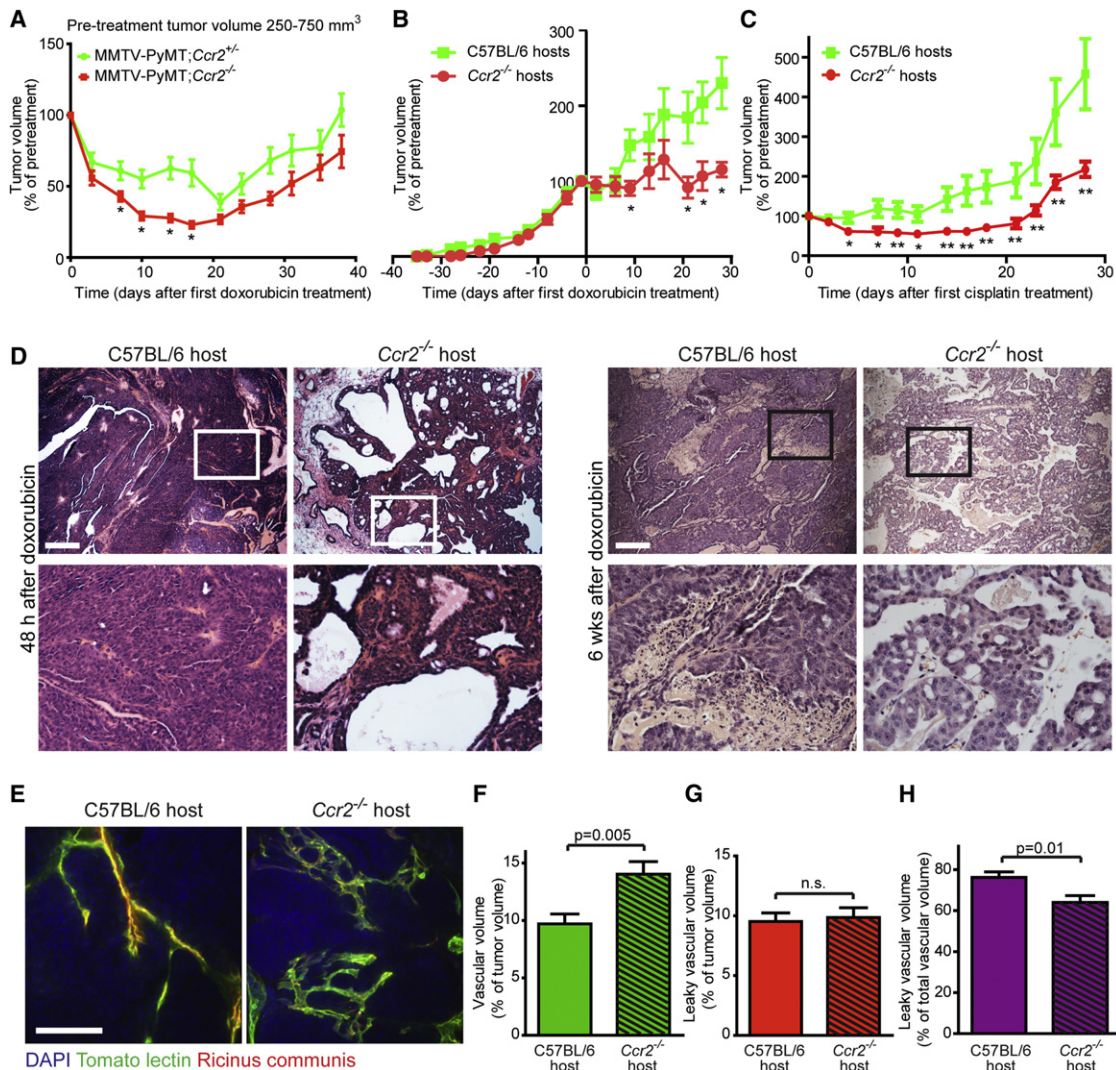 A
Pre-treatment tumor volume 250-750 mm³
MMTV-PyMT;Ccr2+/-
MMTV-PyMT;Ccr2-/-
Tumor volume
(% of pretreatment)
150
100
50
0
0 10 20 30 40
Time (days after first doxorubicin treatment)
B
C57BL/6 hosts
Ccr2-/- hosts
Tumor volume
(% of pretreatment)
300
200
100
-40 -30 -20 -10 0 10 20 30
Time (days after first doxorubicin treatment)
* * * *
C
C57BL/6 hosts
Ccr2-/- hosts
Tumor volume
(% of pretreatment)
500
400
300
200
100
0
0 10 20 30
Time (days after first cisplatin treatment)
* * ** * ** ** ** ** ** ** **
* * * *
D
C57BL/6 host
Ccr2-/- host
48 h after doxorubicin
C57BL/6 host
Ccr2-/- host
6 wks after doxorubicin
E
C57BL/6 host
Ccr2-/- host
DAPI Tomato lectin Ricinus communis
F
Vascular volume
(% of tumor volume)
p=0.005
15
10
5
0
C57BL/6
host
Ccr2-/-
host
G
Leaky vascular volume
(% of tumor volume)
n.s.
15
10
5
0
C57BL/6
host
Ccr2-/-
host
H
Leaky vascular volume
(% of total vascular volume)
p=0.01
80
60
40
20
0
C57BL/6
host
Ccr2-/-
host